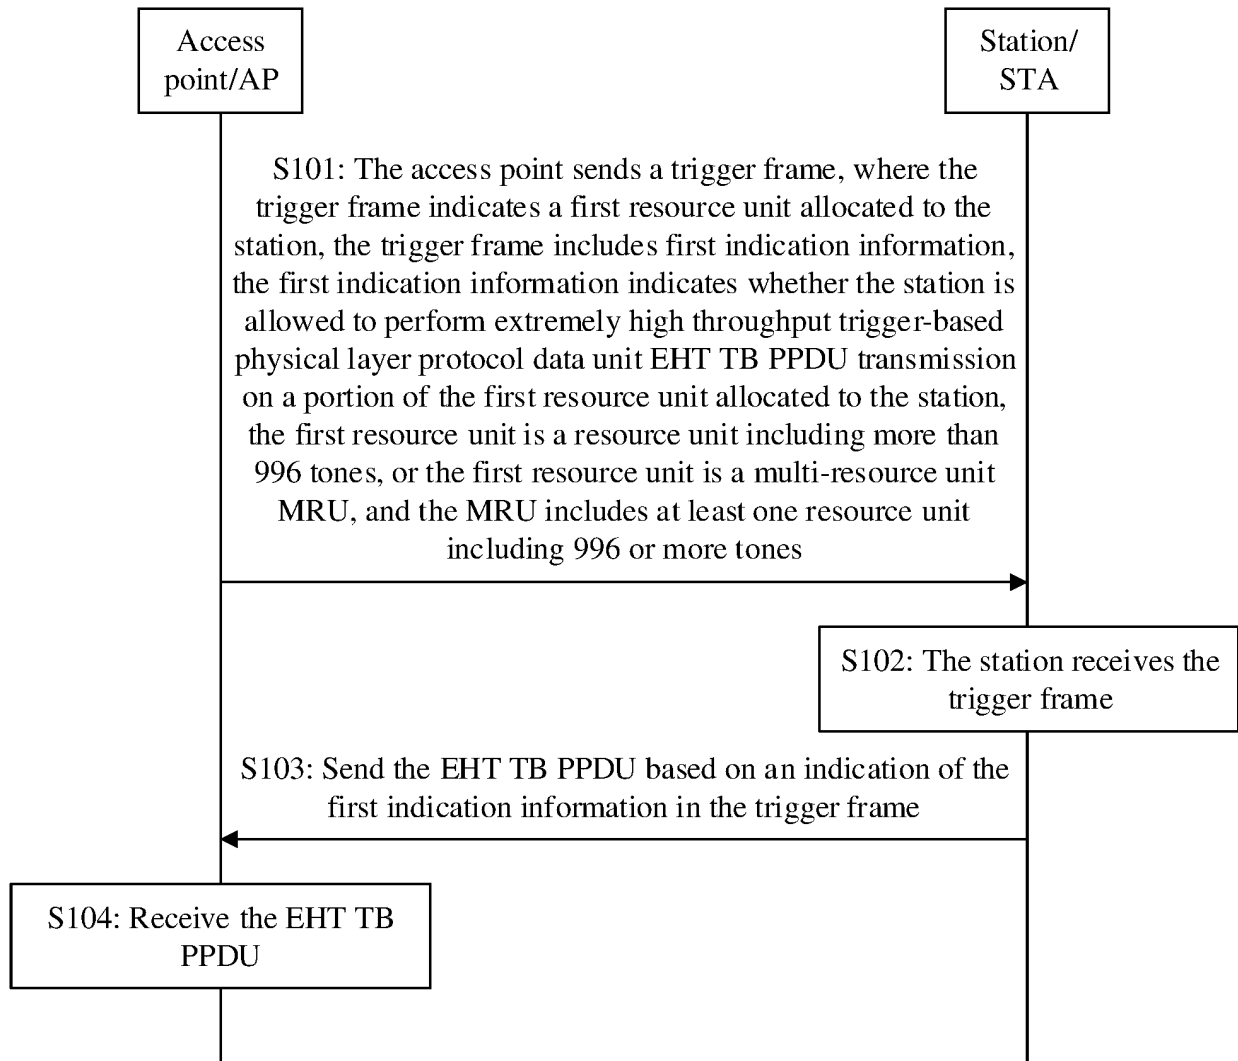 Access
point/AP
Station/
STA
S101: The access point sends a trigger frame, where the
trigger frame indicates a first resource unit allocated to the
station, the trigger frame includes first indication information,
the first indication information indicates whether the station is
allowed to perform extremely high throughput trigger-based
physical layer protocol data unit EHT TB PPDU transmission
on a portion of the first resource unit allocated to the station,
the first resource unit is a resource unit including more than
996 tones, or the first resource unit is a multi-resource unit
MRU, and the MRU includes at least one resource unit
including 996 or more tones
S102: The station receives the
trigger frame
S103: Send the EHT TB PPDU based on an indication of the
first indication information in the trigger frame
S104: Receive the EHT TB
PPDU